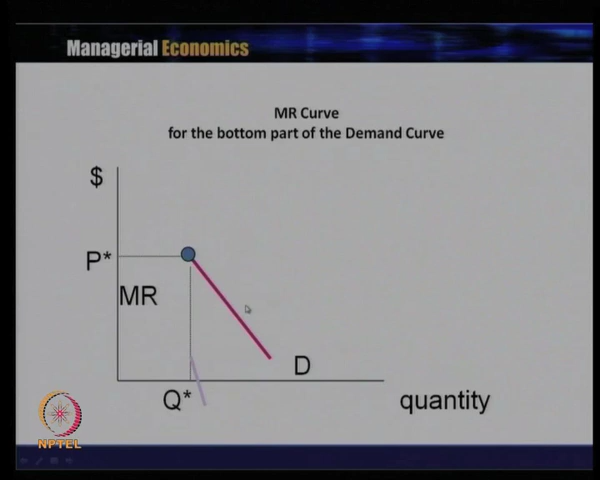 Managerial Economics
MR Curve
for the bottom part of the Demand Curve
$
P*
MR
D
Q*
quantity
NPTEL